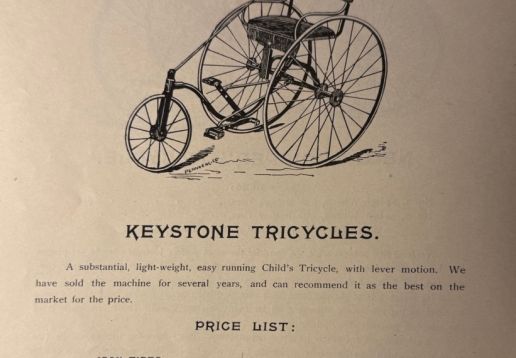 KEYSTONE TRICYCLES.
A substantial, light-weight, easy running Child's Tricycle, with lever motion. We
have sold the machine for several years, and can recommend it as the best on the
market for the price.
PRICE LIST: